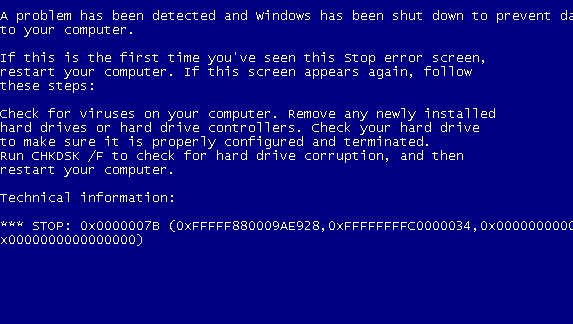 A problem has been detected and Windows has been shut down to prevent da
to your computer.
If this is the first time you've seen this Stop error screen,
restart your computer. If this screen appears again, follow
these steps:
Check for viruses on your computer. Remove any newly installed
hard drives or hard drive controllers. Check your hard drive
to make sure it is properly configured and terminated.
Run CHKDSK /F to check for hard drive corruption, and then
restart your computer.
Technical information:
*** STOP: 0x0000007B (0xFFFFF880009AE928,0xFFFFFFFFC0000034,0x0000000000
x0000000000000000)